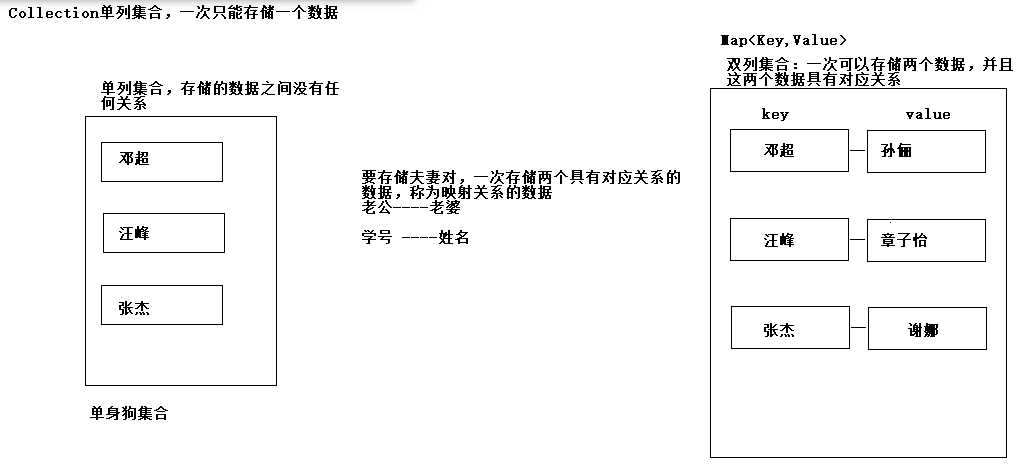 Collection单列集合，一次只能存储一个数据
单列集合，存储的数据之间没有任
何关系
邓超
汪峰
张杰
单身狗集合
要存储夫妻对，一次存储两个具有对应关系的
数据，称为映射关系的数据
老公----老婆
学号 ----姓名
Map<Key,Value>
双列集合：一次可以存储两个数据，并且
这两个数据具有对应关系
key value
邓超 孙俪
汪峰 章子怡
张杰 谢娜